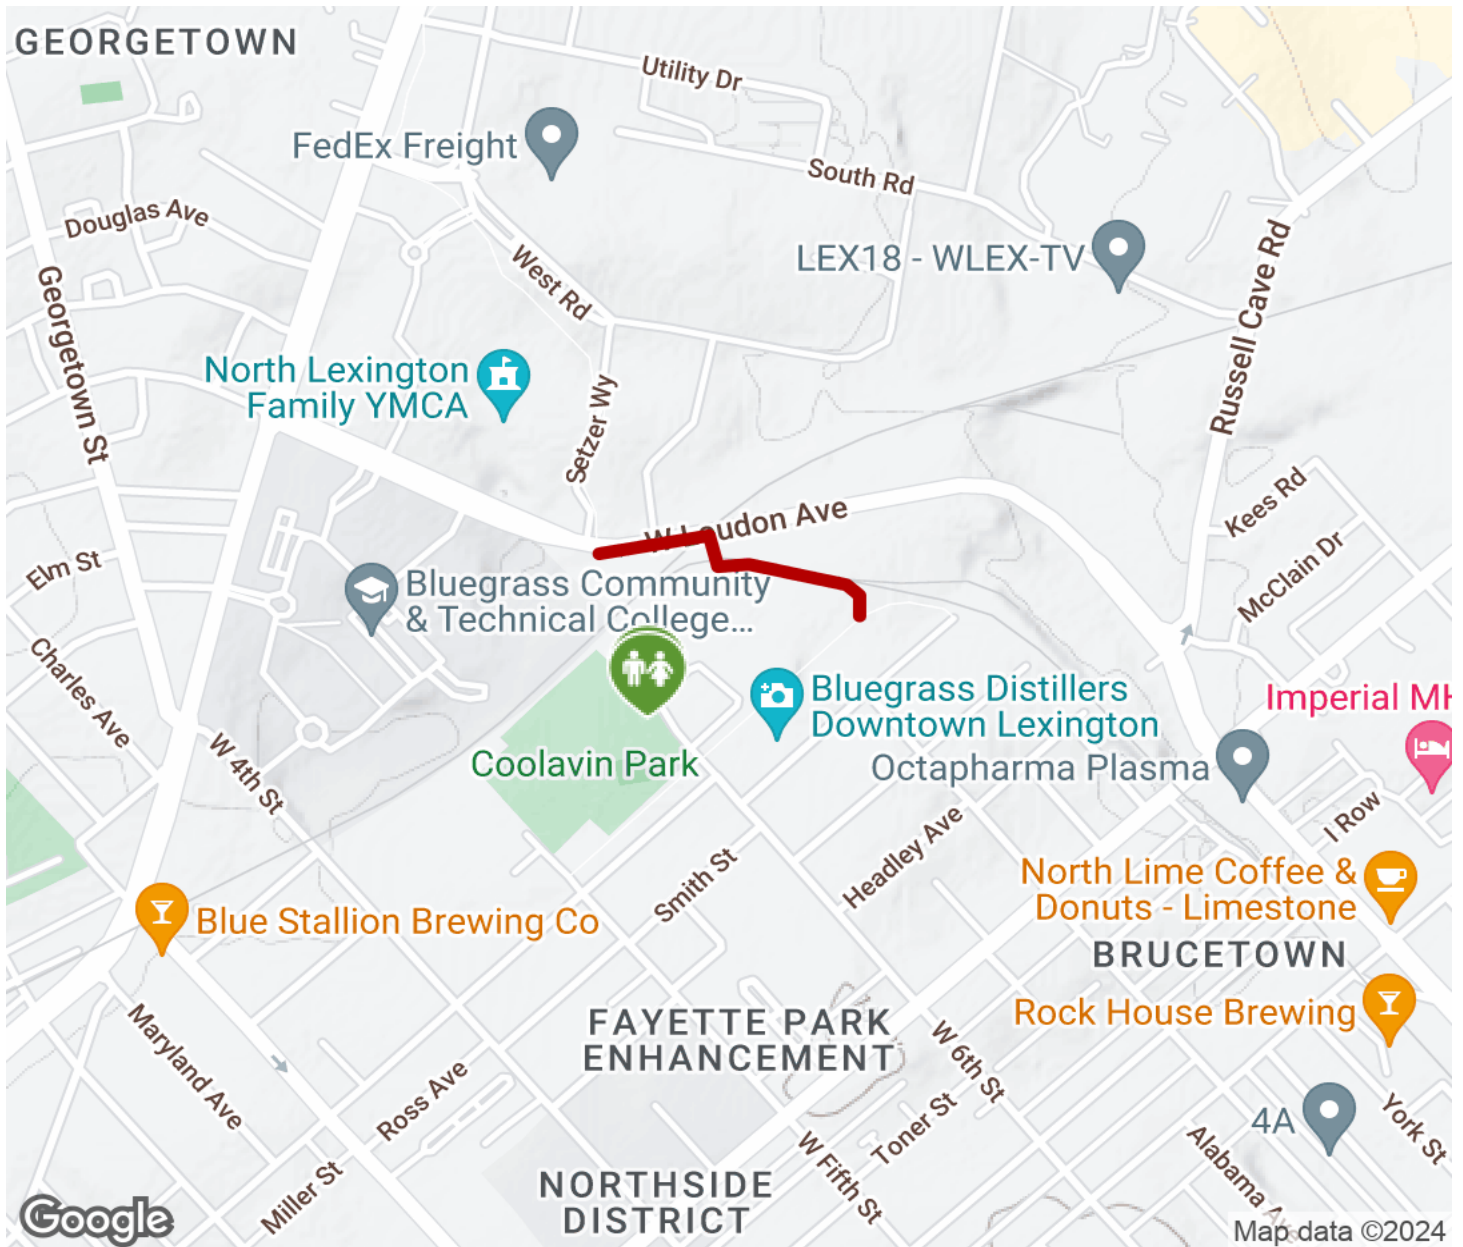 GEORGETOWN
Utility Dr
FedEx Freight
South Rd
Douglas Ave
LEX18 - WLEX-TV
West Rd
Russell Cave Rd
Georgetown St
North Lexington
Family YMCA
Setzer Wy
Kees Rd
W Loudon Ave
McClain Dr
Elm St
Bluegrass Community
& Technical College...
Charles Ave
Bluegrass Distillers
Downtown Lexington
Imperial MH
W 4th St
Coolavin Park
Octapharma Plasma
I Row
Smith St
Headley Ave
North Lime Coffee &
Donuts - Limestone
Blue Stallion Brewing Co
BRUCETOWN
Rock House Brewing
FAYETTE PARK
ENHANCEMENT
Maryland Ave
Ross Ave
W 6th St
Toner St
4A
York St
W Fifth St
Alabama Ave
Miller St
NORTHSIDE
DISTRICT
Google
Map data ©2024